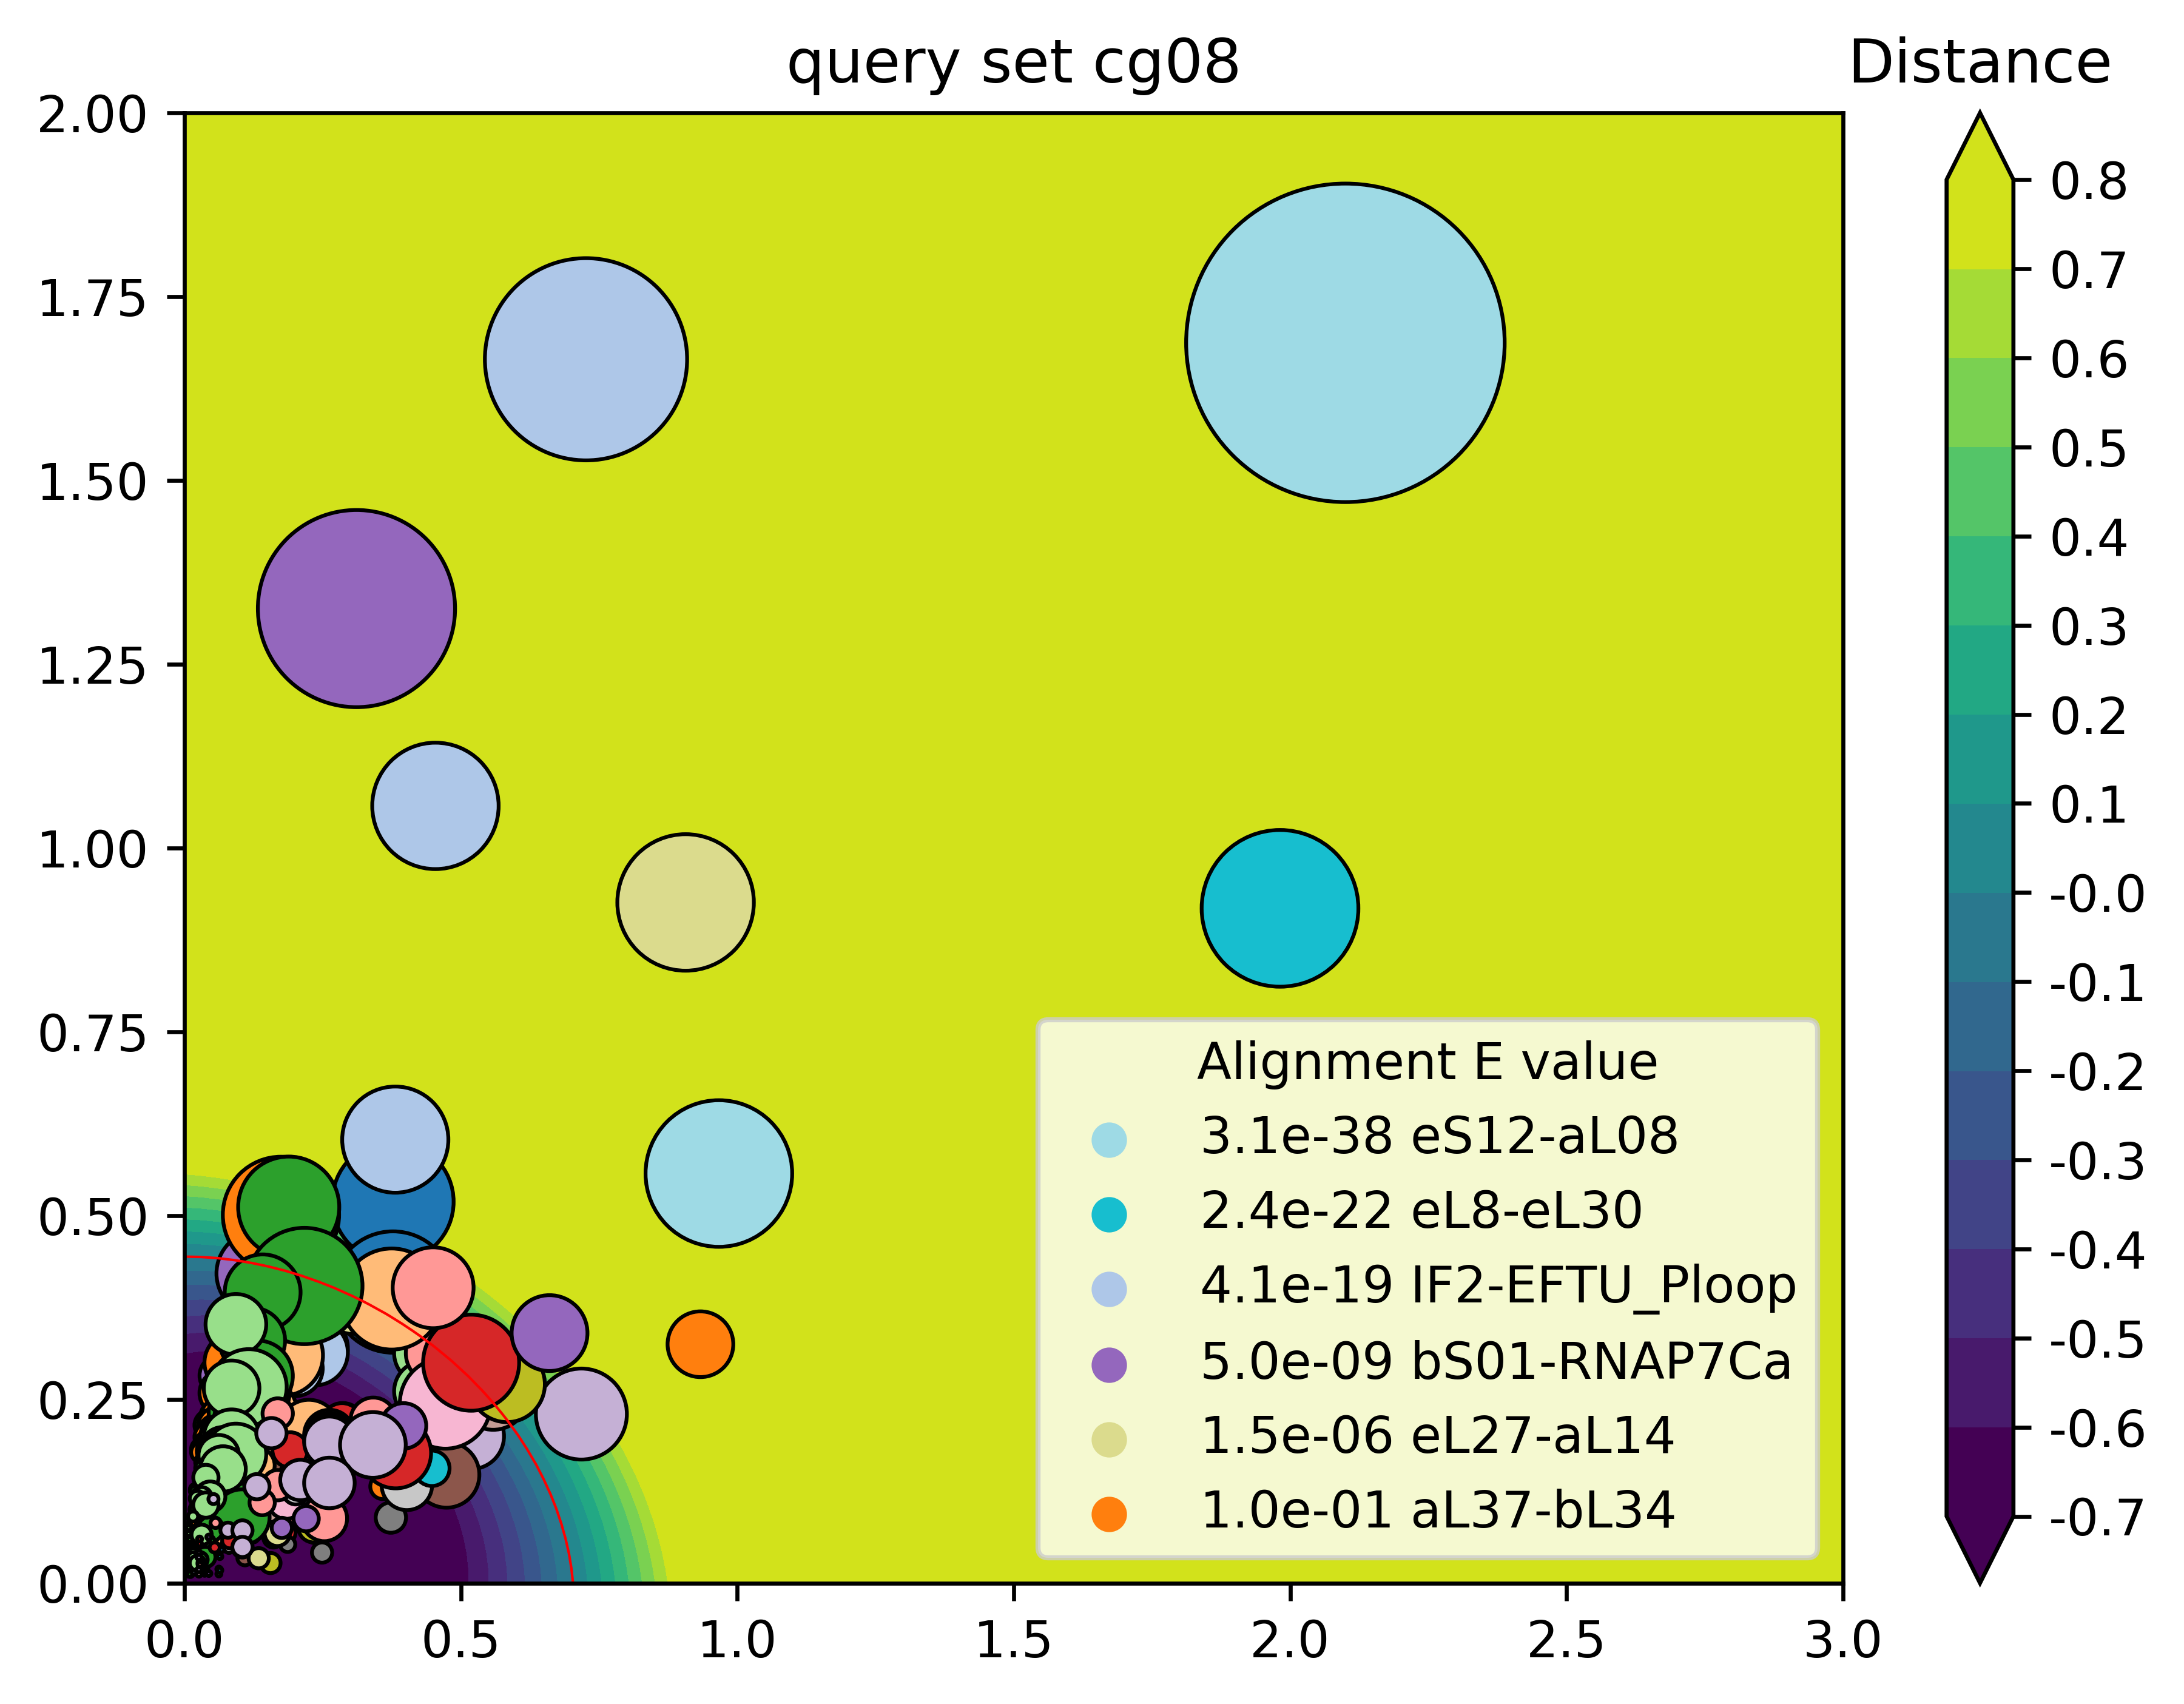 query set cg08
Distance
2.00
1.75
1.50
1.25
1.00
0.75
0.50
0.25
0.00
0.0 0.5 1.0 1.5 2.0 2.5 3.0
Alignment E value
3.1e-38 eS12-aL08
2.4e-22 eL8-eL30
4.1e-19 IF2-EFTU_Ploop
5.0e-09 bS01-RNAP7Ca
1.5e-06 eL27-aL14
1.0e-01 aL37-bL34
0.8
0.7
0.6
0.5
0.4
0.3
0.2
0.1
-0.0
-0.1
-0.2
-0.3
-0.4
-0.5
-0.6
-0.7